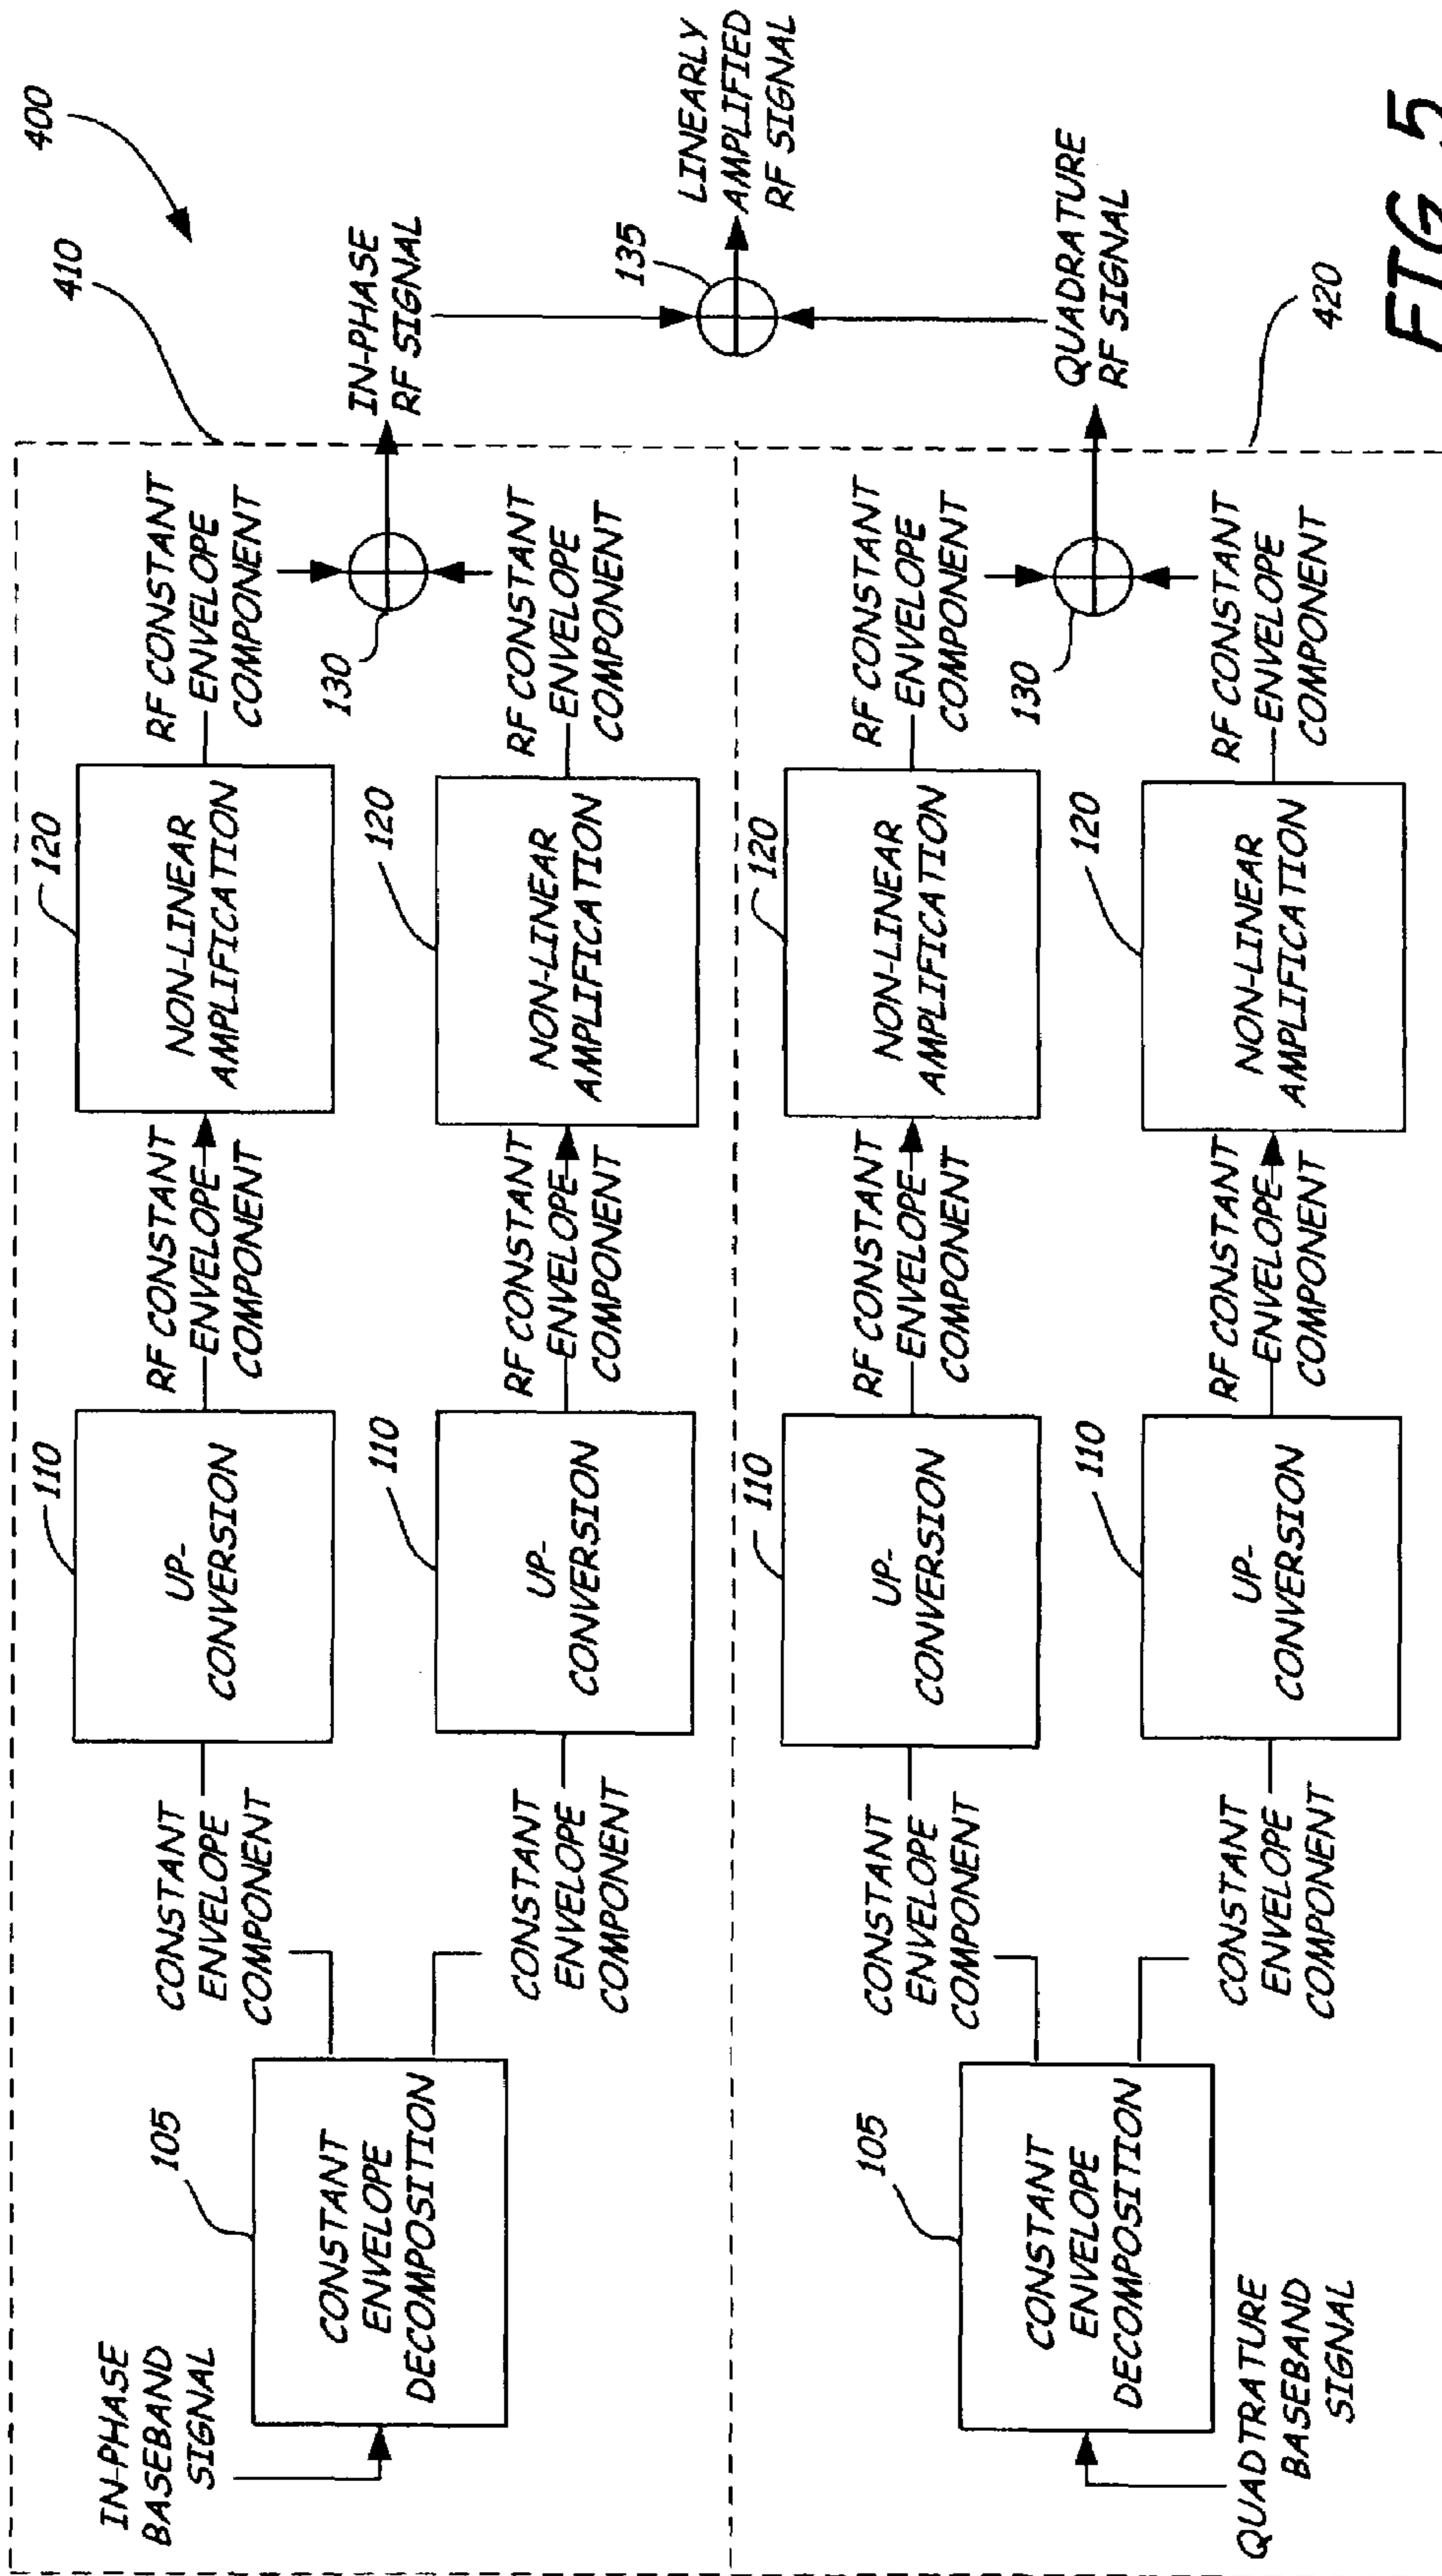 400
410
IN-PHASE
BASEBAND
SIGNAL
105
CONSTANT
ENVELOPE
DECOMPOSITION
CONSTANT
ENVELOPE
COMPONENT
110
UP-
CONVERSION
RF CONSTANT
ENVELOPE
COMPONENT
120
NON-LINEAR
AMPLIFICATION
RF CONSTANT
ENVELOPE
COMPONENT
CONSTANT
ENVELOPE
COMPONENT
110
UP-
CONVERSION
RF CONSTANT
ENVELOPE
COMPONENT
120
NON-LINEAR
AMPLIFICATION
RF CONSTANT
ENVELOPE
COMPONENT
130
IN-PHASE
RF SIGNAL
135
LINEARLY
AMPLIFIED
RF SIGNAL
QUADTRATURE
BASEBAND
SIGNAL
105
CONSTANT
ENVELOPE
DECOMPOSITION
CONSTANT
ENVELOPE
COMPONENT
110
UP-
CONVERSION
RF CONSTANT
ENVELOPE
COMPONENT
120
NON-LINEAR
AMPLIFICATION
RF CONSTANT
ENVELOPE
COMPONENT
CONSTANT
ENVELOPE
COMPONENT
110
UP-
CONVERSION
RF CONSTANT
ENVELOPE
COMPONENT
120
NON-LINEAR
AMPLIFICATION
RF CONSTANT
ENVELOPE
COMPONENT
130
QUADRATURE
RF SIGNAL
420
FIG 5